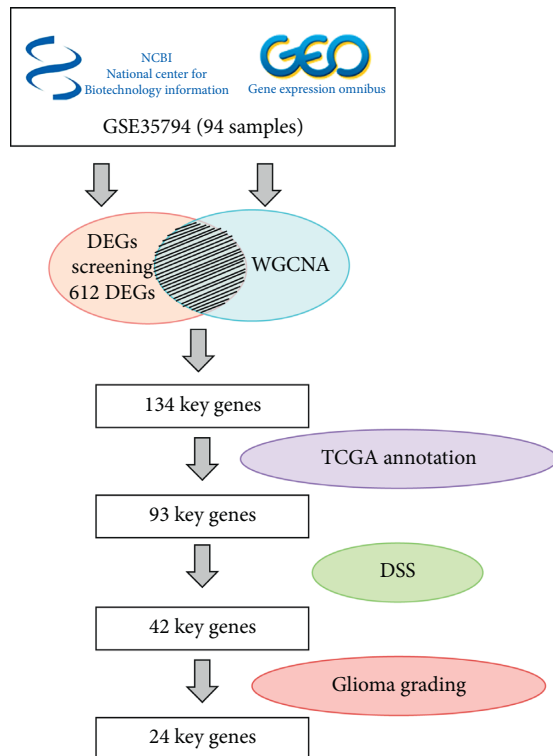 NCBI
National center for
Biotechnology information
GEO
Gene expression omnibus
GSE35794 (94 samples)
DEGs
screening
612 DEGs
WGCNA
134 key genes
TCGA annotation
93 key genes
DSS
42 key genes
Glioma grading
24 key genes